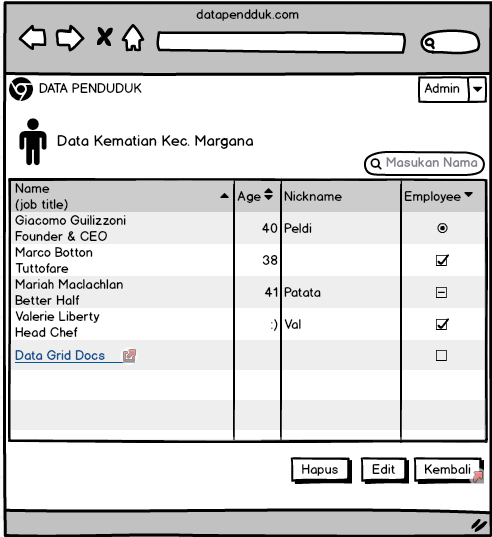 datapendduk.com
DATA PENDUDUK
Admin
Data Kematian Kec. Margana
Masukan Nama
Name
(job title)
Age
Nickname
Employee
Giacomo Guilizzoni
Founder & CEO
40
Peldi
Marco Botton
Tuttofare
38
Mariah Maclachlan
Better Half
41
Patata
Valerie Liberty
Head Chef
:)
Val
Data Grid Docs
Hapus
Edit
Kembali